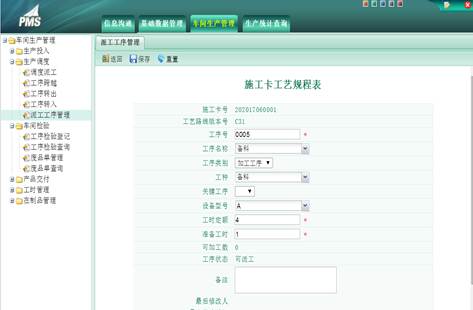 PMS
信息沟通 基础数据管理 车间生产管理 生产统计查询
车间生产管理
生产投入
生产调度
调度派工
工序跨越
工序转出
工序转入
派工工序管理
车间检验
工序检验登记
工序检验查询
废品单管理
废品单查询
产品交付
工时管理
在制品管理
派工工序管理
返回 保存 重置
施工卡工艺规程表
施工卡号 202017060001
工艺路线版本号 CI1
工序号 0005 *
工序名称 备料
工序类别 加工工序 *
工种 备料
关键工序
设备型号 A
工时定额 4 *
准备工时 1 *
可加工数 0
工序状态 可派工
备注
最后修改人